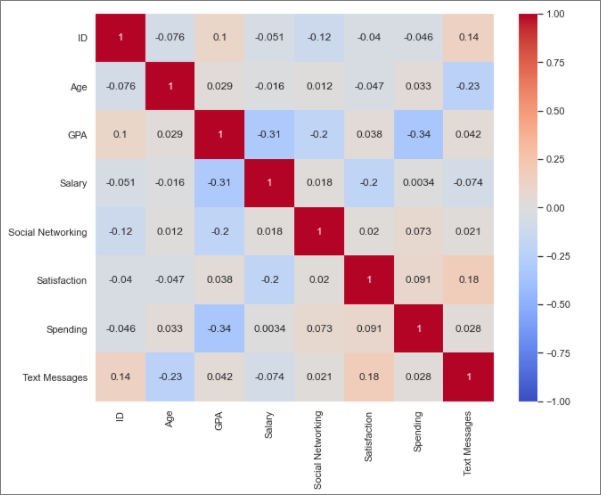 ID 1 -0.076 0.1 -0.051 -0.12 -0.04 -0.046 0.14
Age -0.076 1 0.029 -0.016 0.012 -0.047 0.033 -0.23
GPA 0.1 0.029 1 -0.31 -0.2 0.038 -0.34 0.042
Salary -0.051 -0.016 -0.31 1 0.018 -0.2 0.0034 -0.074
Social Networking -0.12 0.012 -0.2 0.018 1 0.02 0.073 0.021
Satisfaction -0.04 -0.047 0.038 -0.2 0.02 1 0.091 0.18
Spending -0.046 0.033 -0.34 0.0034 0.073 0.091 1 0.028
Text Messages 0.14 -0.23 0.042 -0.074 0.021 0.18 0.028 1
ID
Age
GPA
Salary
Social Networking
Satisfaction
Spending
Text Messages
1.00
0.75
0.50
0.25
0.00
−0.25
−0.50
−0.75
−1.00